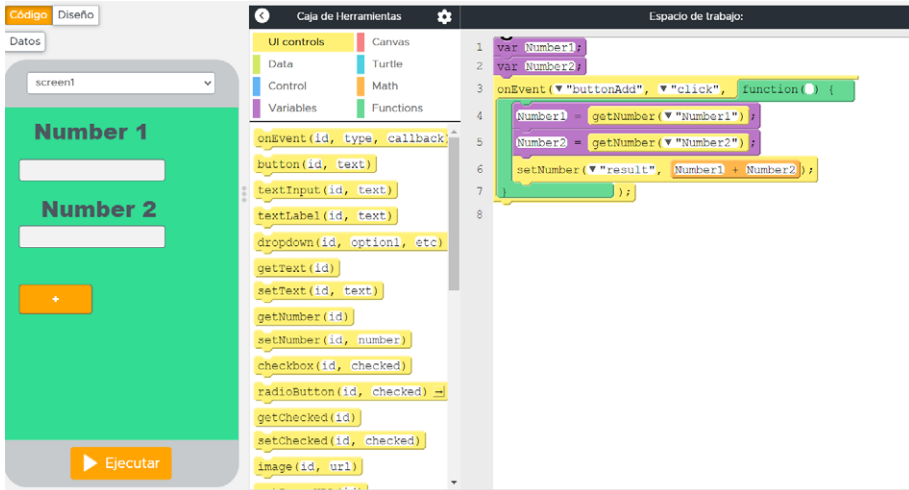 Código Diseño
Datos
screen1
Number 1
Number 2
+
Ejecutar
Caja de Herramientas
UI controls Canvas
Data Turtle
Control Math
Variables Functions
onEvent(id, type, callback)
button(id, text)
textInput(id, text)
textLabel(id, text)
dropdown(id, option1, etc)
getText(id)
setText(id, text)
getNumber(id)
setNumber(id, number)
checkbox(id, checked)
radioButton(id, checked)
getChecked(id)
setChecked(id, checked)
image(id, url)
Espacio de trabajo:
1 var Number1;
2 var Number2;
3 onEvent(▼"buttonAdd", ▼"click", function() {
4 Number1 = getNumber(▼"Number1");
5 Number2 = getNumber(▼"Number2");
6 setNumber(▼"result", Number1 + Number2);
7 } );
8